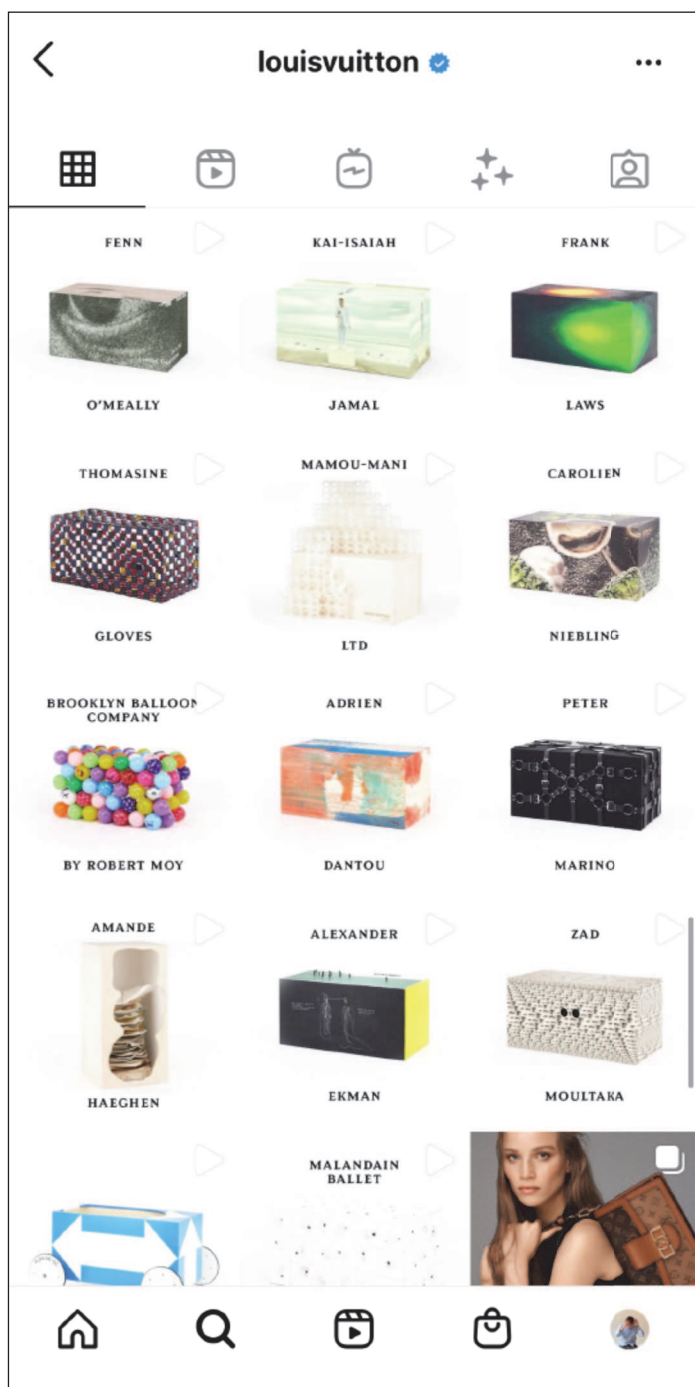 louisvuitton
FENN
KAI-ISAIAH
FRANK
O'MEALLY
JAMAL
LAWS
THOMASINE
MAMOU-MANI
CAROLIEN
GLOVES
LTD
NIEBLING
BROOKLYN BALLOON
COMPANY
ADRIEN
PETER
BY ROBERT MOY
DANTOU
MARINO
AMANDE
ALEXANDER
ZAD
HAEGHEN
EKMAN
MOULTAKA
MALANDAIN
BALLET